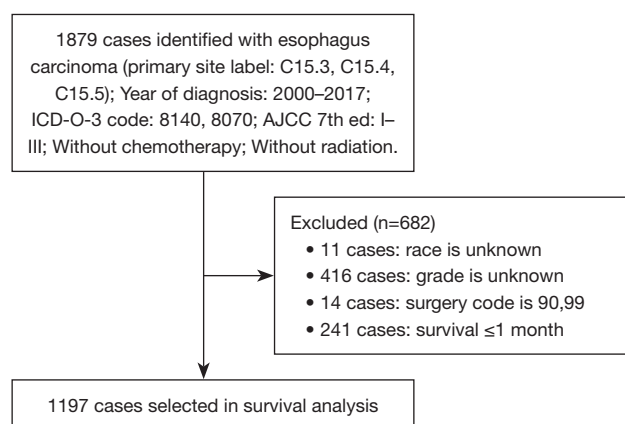 1879 cases identified with esophagus
carcinoma (primary site label: C15.3, C15.4,
C15.5); Year of diagnosis: 2000–2017;
ICD-O-3 code: 8140, 8070; AJCC 7th ed: I–
III; Without chemotherapy; Without radiation.
Excluded (n=682)
• 11 cases: race is unknown
• 416 cases: grade is unknown
• 14 cases: surgery code is 90,99
• 241 cases: survival ≤1 month
1197 cases selected in survival analysis